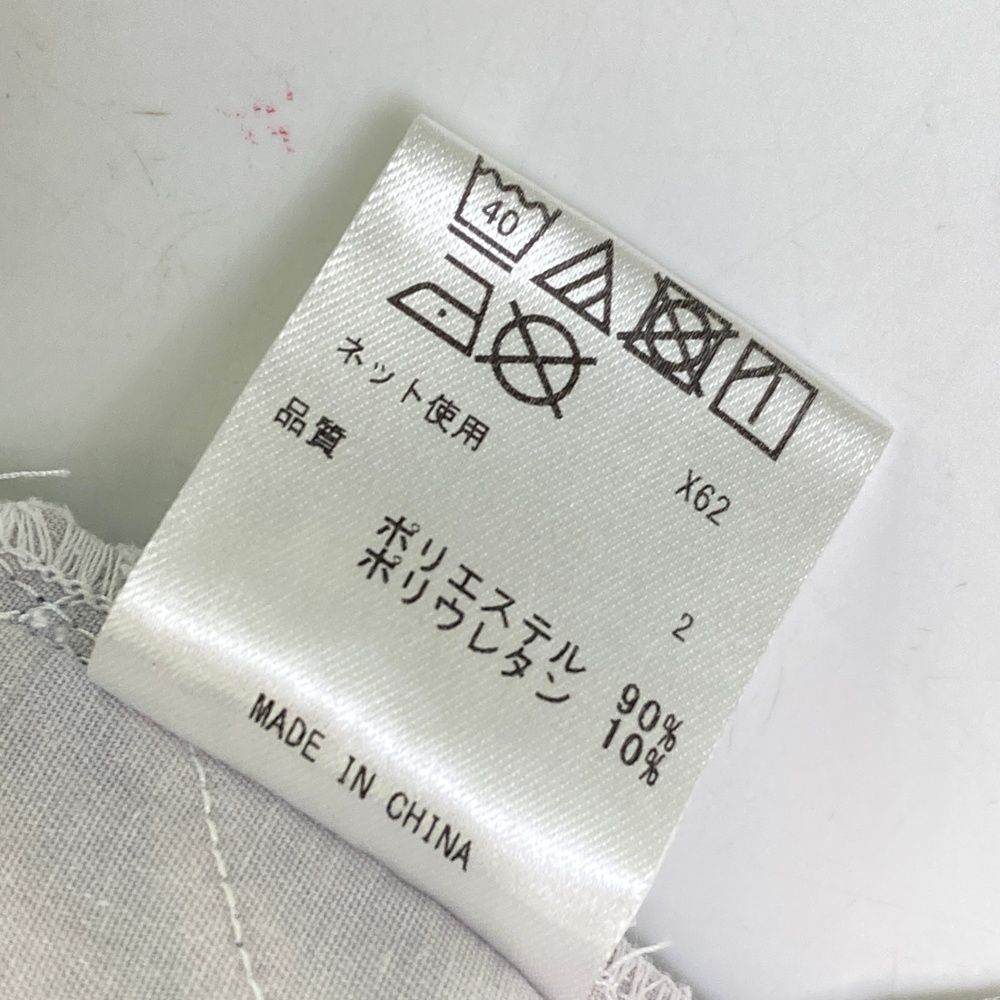 40
ネット使用
品質
X62
2
ポリエステル 90%
ポリウレタン 10%
MADE IN CHINA